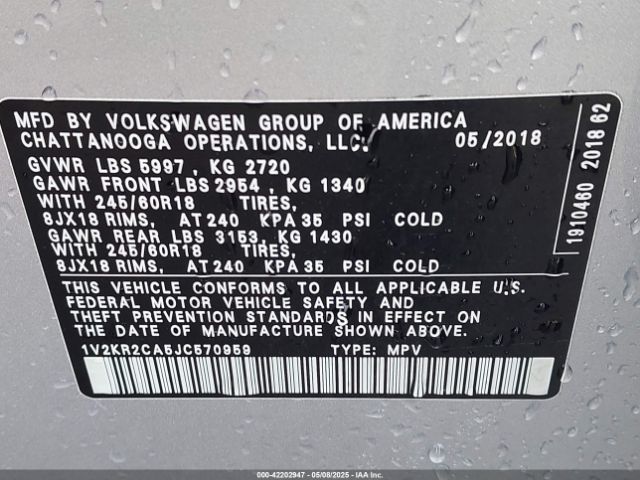 MFD BY VOLKSWAGEN GROUP OF AMERICA
CHATTANOOGA OPERATIONS, LLC. 05/2018
GVWR LBS 5997 , KG 2720
GAWR FRONT LBS 2954 , KG 1340
WITH 245/60R18 TIRES,
8JX18 RIMS, AT 240 KPA 35 PSI COLD
GAWR REAR LBS 3153, KG 1430
WITH 245/60R18 TIRES,
8JX18 RIMS, AT 240 KPA 35 PSI COLD
THIS VEHICLE CONFORMS TO ALL APPLICABLE U.S.
FEDERAL MOTOR VEHICLE SAFETY AND
THEFT PREVENTION STANDARDS IN EFFECT ON
THE DATE OF MANUFACTURE SHOWN ABOVE
1V2KR2CA5JC570959 TYPE: MPV
1910460 2018 62
000-42202947 - 05/08/2025 - IAAI.CA